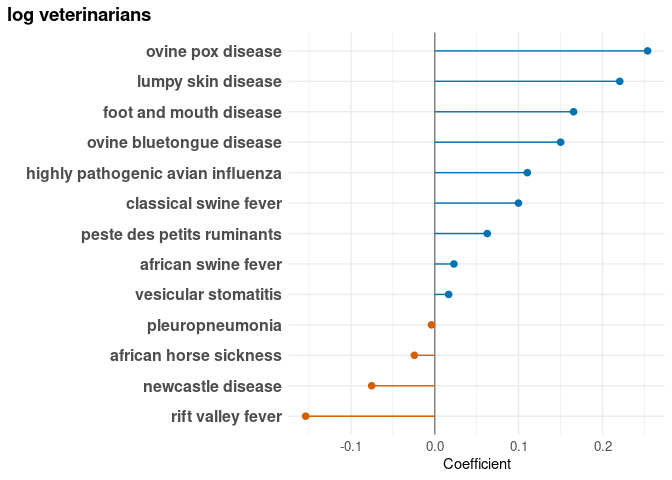 log veterinarians
ovine pox disease
lumpy skin disease
foot and mouth disease
ovine bluetongue disease
highly pathogenic avian influenza
classical swine fever
peste des petits ruminants
african swine fever
vesicular stomatitis
pleuropneumonia
african horse sickness
newcastle disease
rift valley fever
-0.1 0.0 0.1 0.2
Coefficient